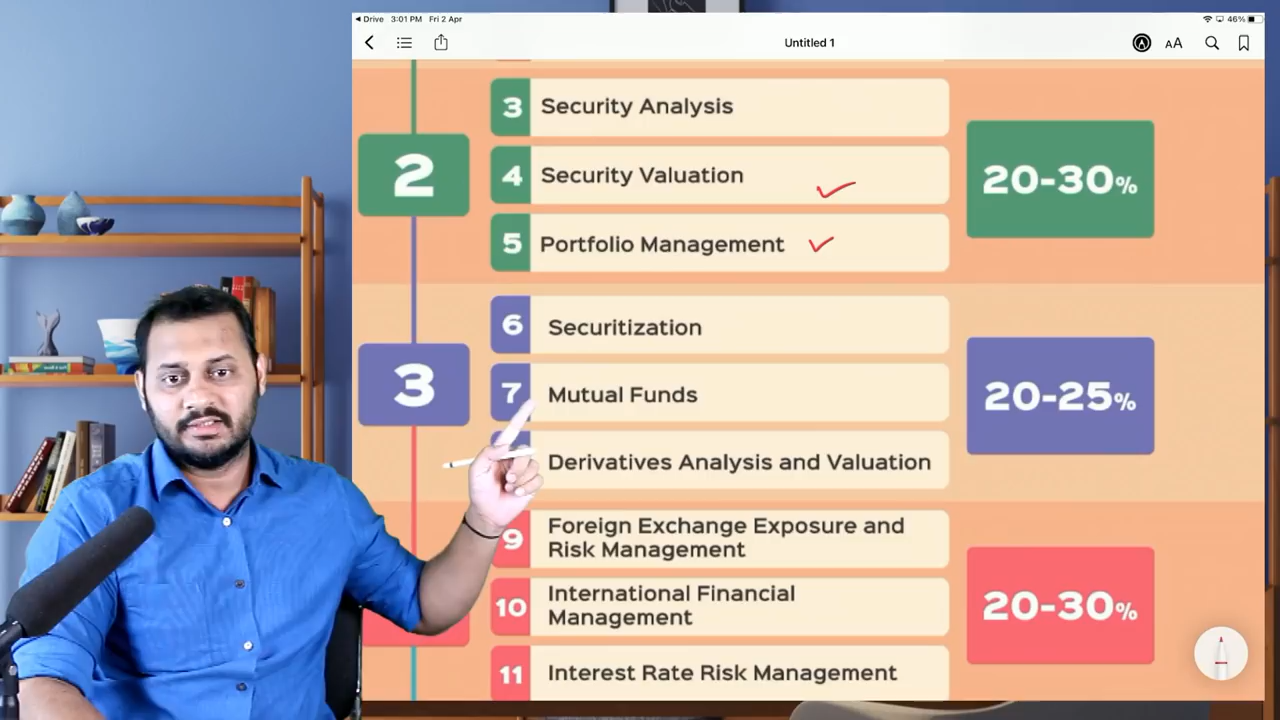 Drive 3:01 PM Fri 2 Apr
46%
Untitled 1
AA
3 Security Analysis
2
4 Security Valuation
20-30%
5 Portfolio Management
6 Securitization
3
7 Mutual Funds
20-25%
Derivatives Analysis and Valuation
9 Foreign Exchange Exposure and
Risk Management
10 International Financial
Management
20-30%
11 Interest Rate Risk Management